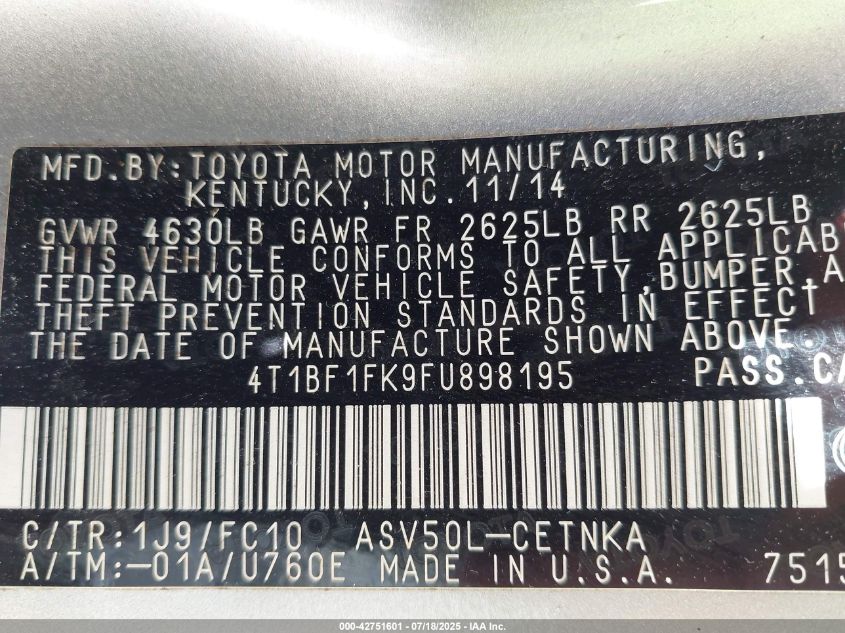 MFD.BY:TOYOTA MOTOR MANUFACTURING,
KENTUCKY,INC.11/14
GVWR 4630LB GAWR FR 2625LB RR 2625LB
THIS VEHICLE CONFORMS TO ALL APPLICAB
FEDERAL MOTOR VEHICLE SAFETY,BUMPER,A
THEFT PREVENTION STANDARDS IN EFFECT
THE DATE OF MANUFACTURE SHOWN ABOVE.
4T1BF1FK9FU898195 PASS.CA
C/TR:1J9/FC10 ASV50L-CETNKA
A/TM:-01A/U760E MADE IN U.S.A. 7515
000-42751601 - 07/18/2025 - IAA Inc.